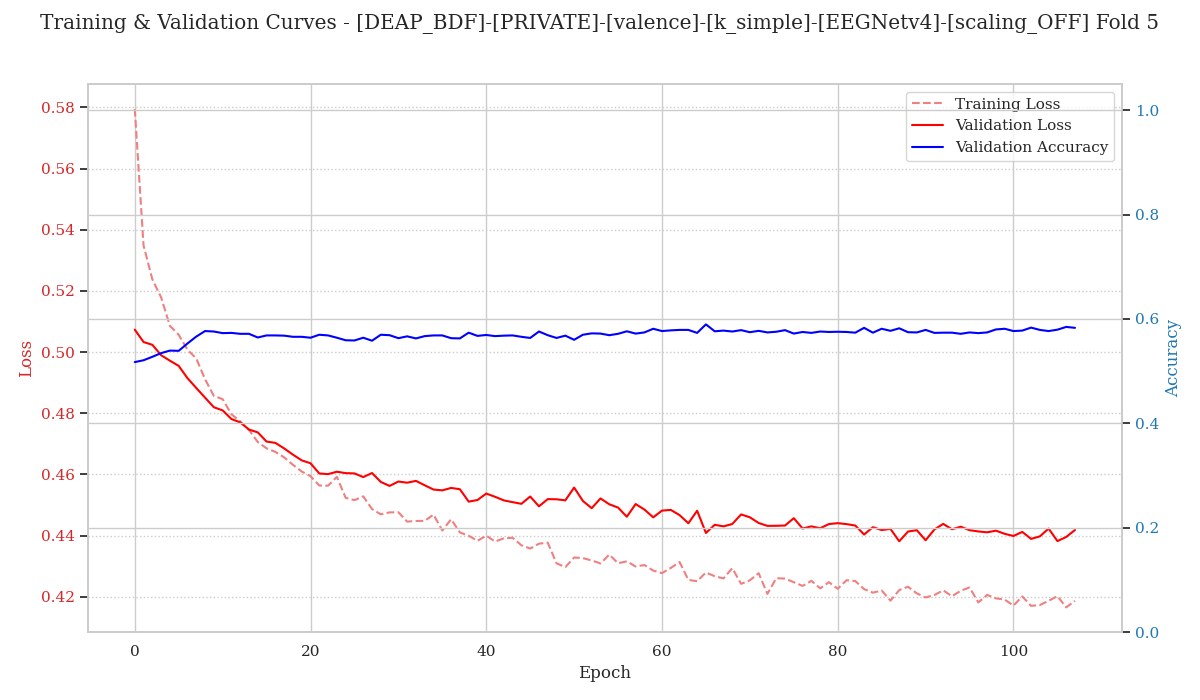 Training & Validation Curves - [DEAP_BDF]-[PRIVATE]-[valence]-[k_simple]-[EEGNetv4]-[scaling_OFF] Fold 5
Training Loss
Validation Loss
Validation Accuracy
Loss
0.58
0.56
0.54
0.52
0.50
0.48
0.46
0.44
0.42
1.0
0.8
0.6
0.4
0.2
0.0
Accuracy
0 20 40 60 80 100
Epoch